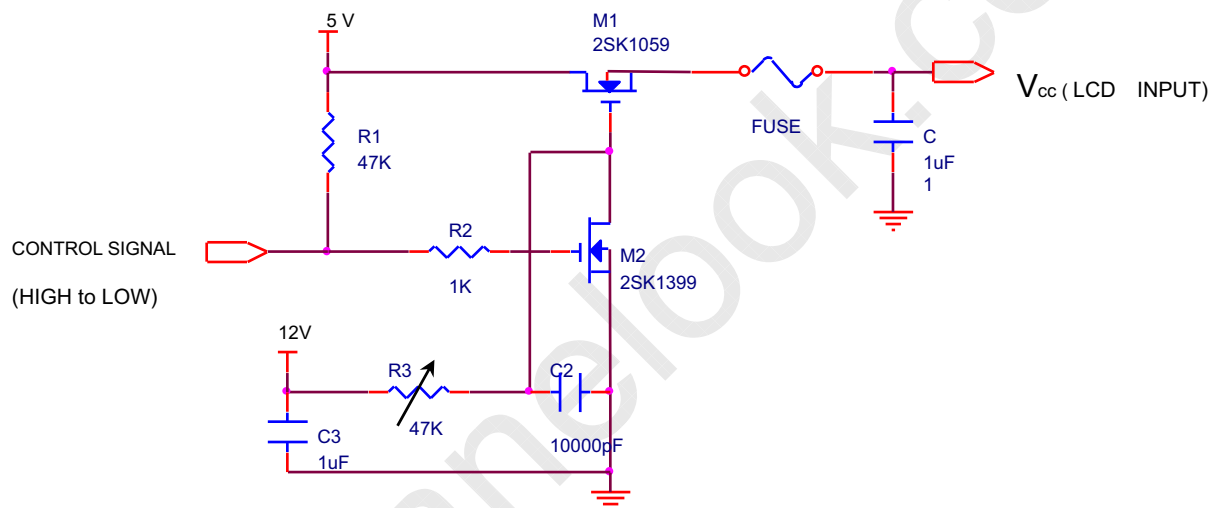 5 V
M1
2SK1059
Vcc ( LCD INPUT)
FUSE
R1
47K
C
1uF
1
CONTROL SIGNAL
(HIGH to LOW)
R2
1K
M2
2SK1399
12V
R3
47K
C2
10000pF
C3
1uF